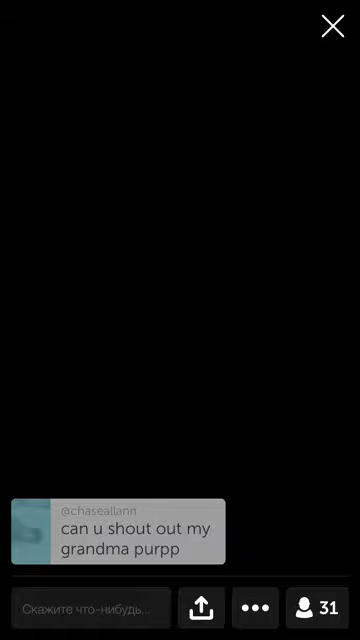 @chaseallann
can u shout out my
grandma purpp
Скажите что-нибудь...
31